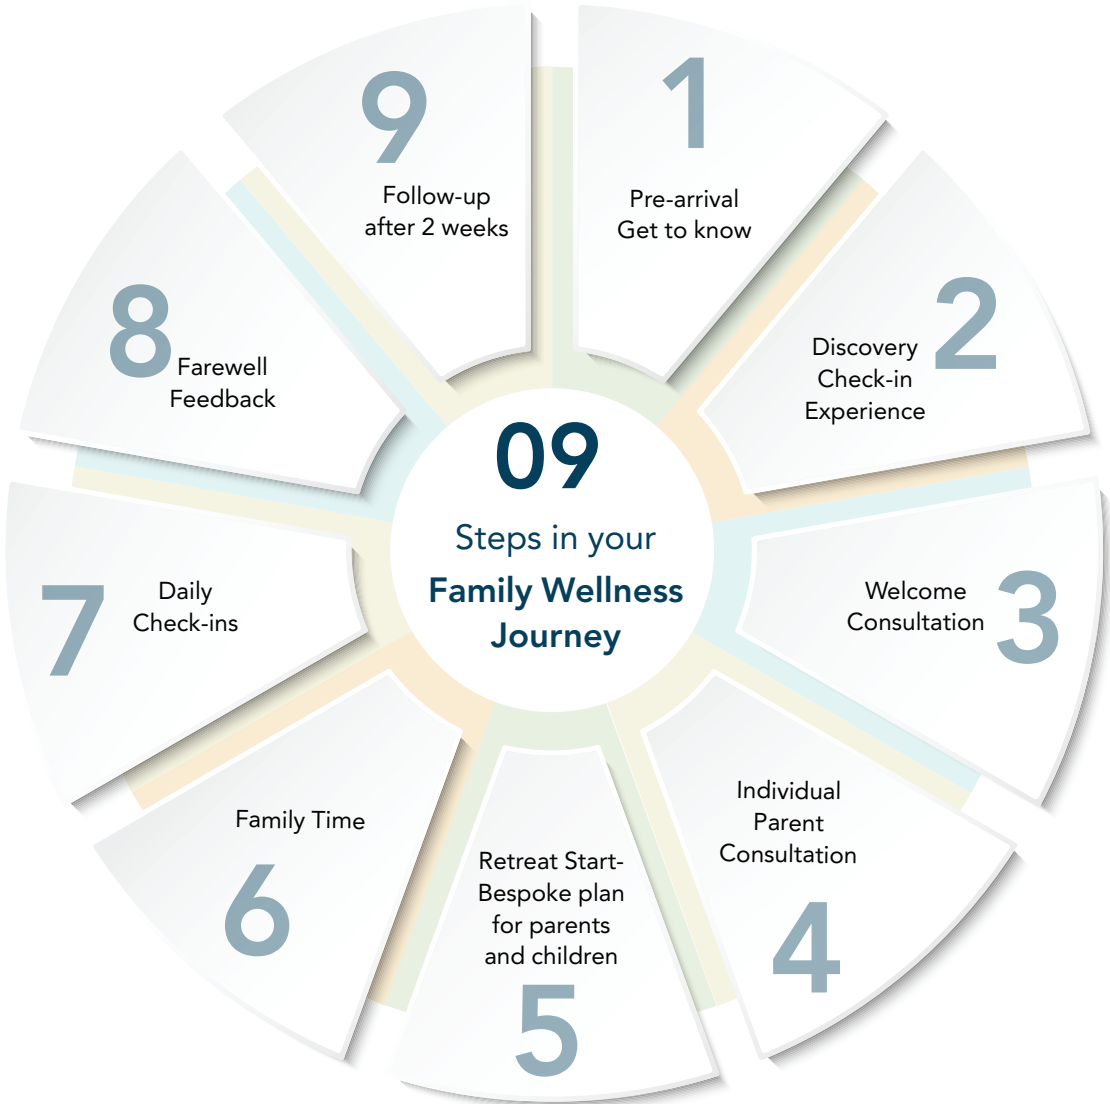 09
Steps in your
Family Wellness
Journey
1
Pre-arrival
Get to know
2
Discovery
Check-in
Experience
3
Welcome
Consultation
4
Individual
Parent
Consultation
5
Retreat Start-
Bespoke plan
for parents
and children
6
Family Time
7
Daily
Check-ins
8
Farewell
Feedback
9
Follow-up
after 2 weeks